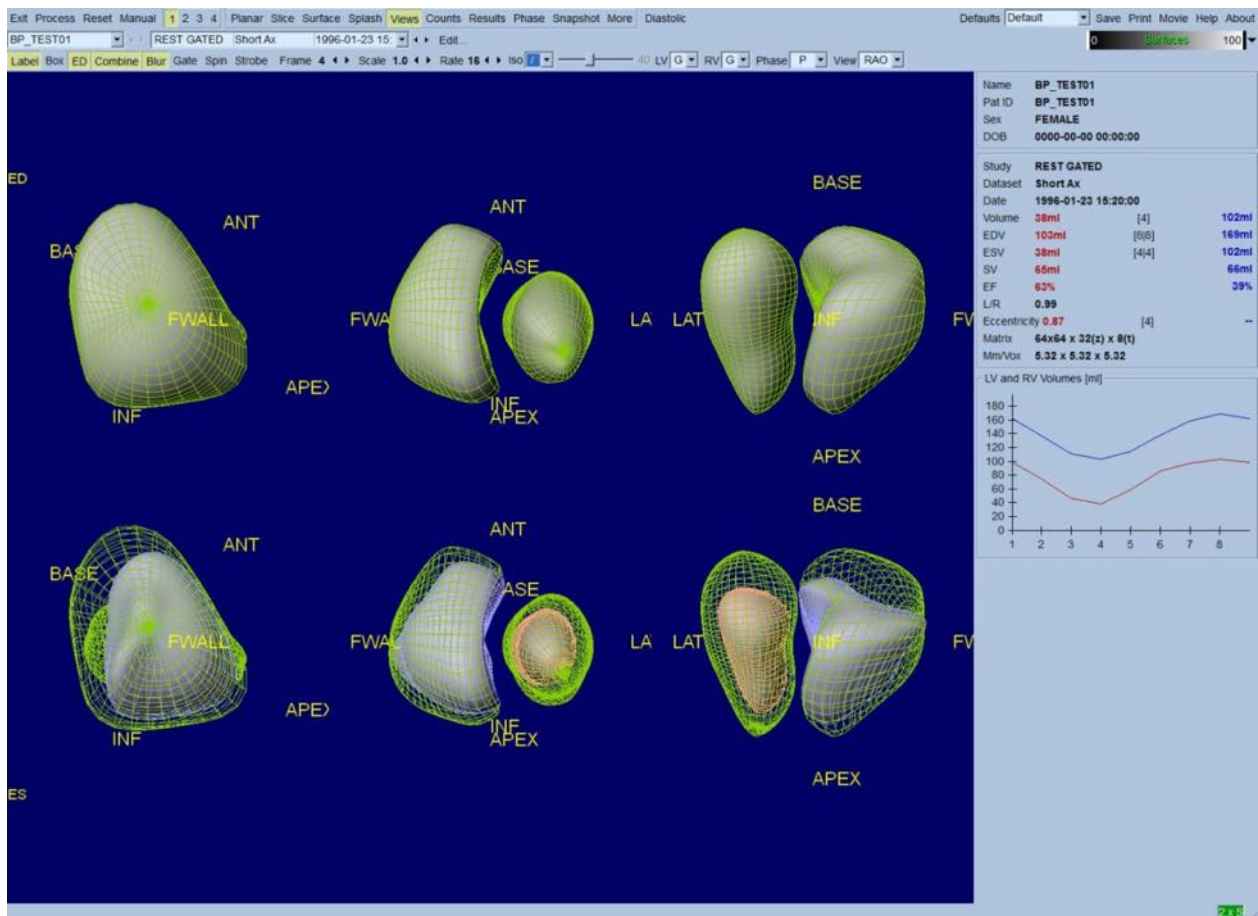 Exit Process Reset Manual 1 2 3 4 Planar Slice Surface Splash Views Counts Results Phase Snapshot More Diastolic Defaults Default Save Print Movie Help About
BP_TEST01 REST GATED Short Ax 1996-01-23 15: Edit... 0 Surfaces 100
Label Box ED Combine Blur Gate Spin Strobe Frame 4 Scale 1.0 Rate 16 Iso 40 LV G RV G Phase P View RAO
Name BP_TEST01
Pat ID BP_TEST01
Sex FEMALE
DOB 0000-00-00 00:00:00
Study REST GATED
Dataset Short Ax
Date 1996-01-23 15:20:00
Volume 38ml [4] 102ml
EDV 103ml [8|8] 169ml
ESV 38ml [4|4] 102ml
SV 65ml 66ml
EF 63% 39%
L/R 0.99
Eccentricity 0.87 [4] --
Matrix 64x64 x 32(z) x 8(t)
Mm/Vox 5.32 x 5.32 x 5.32
LV and RV Volumes [ml]
180
160
140
120
100
80
60
40
20
0
1 2 3 4 5 6 7 8
ED
BASE
ANT
ANT
BAS
BASE
FWALL FWAL LA LAT INF FW
APEX
INF
INF
APEX
APEX
BASE
ANT
ANT
BASE
BASE
FWALL FWAL LA LAT INF FW
APEX
INF
INF
APEX
APEX
ES
2 x S